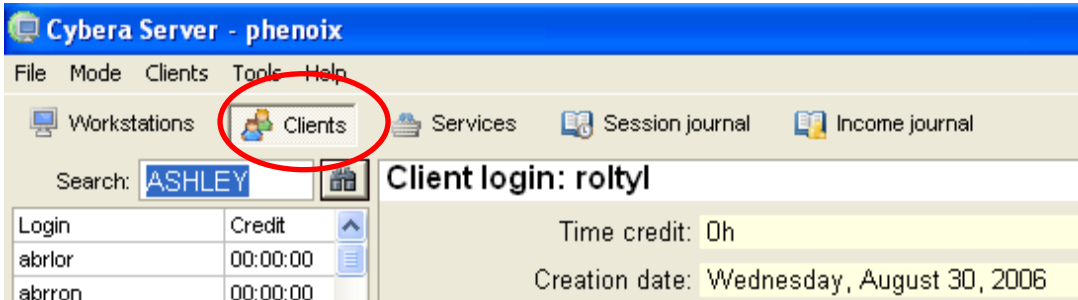 Cybera Server - phenoix
File Mode Clients Tools Help
Workstations Clients Services Session journal Income journal
Search: ASHLEY Client login: roltyl
Login Credit Time credit: 0h
abrlor 00:00:00 Creation date: Wednesday, August 30, 2006
abrron 00:00:00